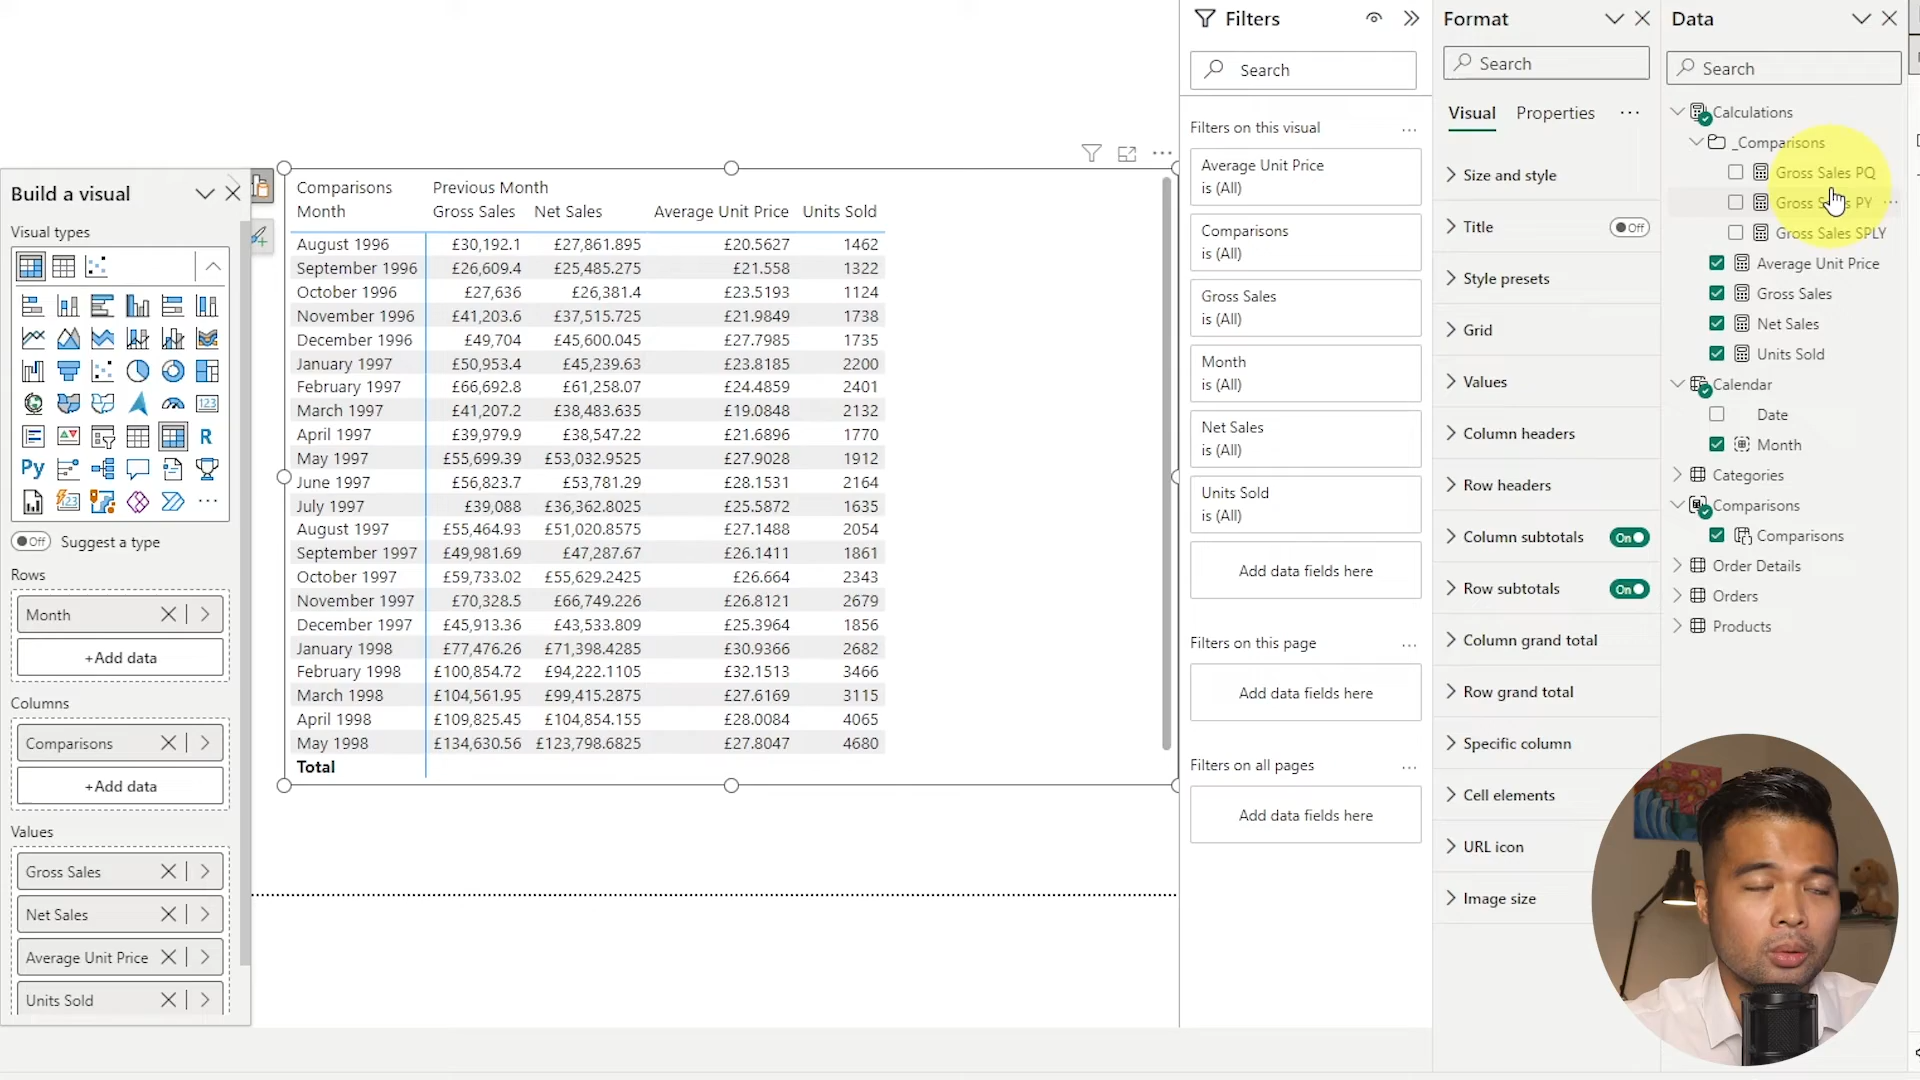 Build a visual
Visual types
R
Py
123
Off
Suggest a type
Rows
Month
+Add data
Columns
Comparisons
+Add data
Values
Gross Sales
Net Sales
Average Unit Price
Units Sold
Comparisons Previous Month
Month Gross Sales Net Sales Average Unit Price Units Sold
August 1996 £30,192.1 £27,861.895 £20.5627 1462
September 1996 £26,609.4 £25,485.275 £21.558 1322
October 1996 £27,636 £26,381.4 £23.5193 1124
November 1996 £41,203.6 £37,515.725 £21.9849 1738
December 1996 £49,704 £45,600.045 £27.7985 1735
January 1997 £50,953.4 £45,239.63 £23.8185 2200
February 1997 £66,692.8 £61,258.07 £24.4859 2401
March 1997 £41,207.2 £38,483.635 £19.0848 2132
April 1997 £39,979.9 £38,547.22 £21.6896 1770
May 1997 £55,699.39 £53,032.9525 £27.9028 1912
June 1997 £56,823.7 £53,781.29 £28.1531 2164
July 1997 £39,088 £36,362.8025 £25.5872 1635
August 1997 £55,464.93 £51,020.8575 £27.1488 2054
September 1997 £49,981.69 £47,287.67 £26.1411 1861
October 1997 £59,733.02 £55,629.2425 £26.664 2343
November 1997 £70,328.5 £66,749.226 £26.8121 2679
December 1997 £45,913.36 £43,533.809 £25.3964 1856
January 1998 £77,476.26 £71,398.4285 £30.9366 2682
February 1998 £100,854.72 £94,222.1105 £32.1513 3466
March 1998 £104,561.95 £99,415.2875 £27.6169 3115
April 1998 £109,825.45 £104,854.155 £28.0084 4065
May 1998 £134,630.56 £123,798.6825 £27.8047 4680
Total
Filters
Search
Filters on this visual
Average Unit Price
is (All)
Comparisons
is (All)
Gross Sales
is (All)
Month
is (All)
Net Sales
is (All)
Units Sold
is (All)
Add data fields here
Filters on this page
Add data fields here
Filters on all pages
Add data fields here
Format
Search
Visual Properties
Size and style
Title Off
Style presets
Grid
Values
Column headers
Row headers
Column subtotals On
Row subtotals On
Column grand total
Row grand total
Specific column
Cell elements
URL icon
Image size
Data
Search
Calculations
_Comparisons
Gross Sales PQ
Gross Sales PY
Gross Sales SPLY
Average Unit Price
Gross Sales
Net Sales
Units Sold
Calendar
Date
Month
Categories
Comparisons
Comparisons
Order Details
Orders
Products